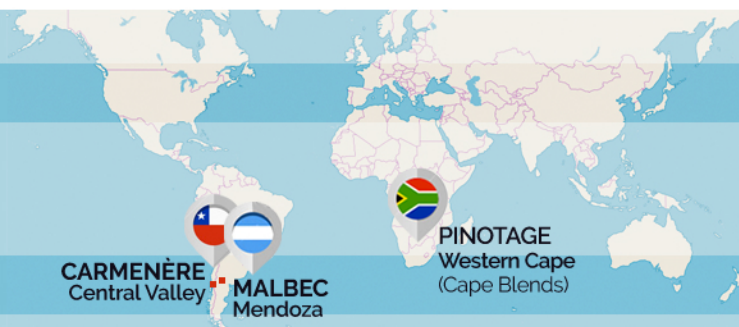 CARMENÈRE
Central Valley
MALBEC
Mendoza
PINOTAGE
Western Cape
(Cape Blends)